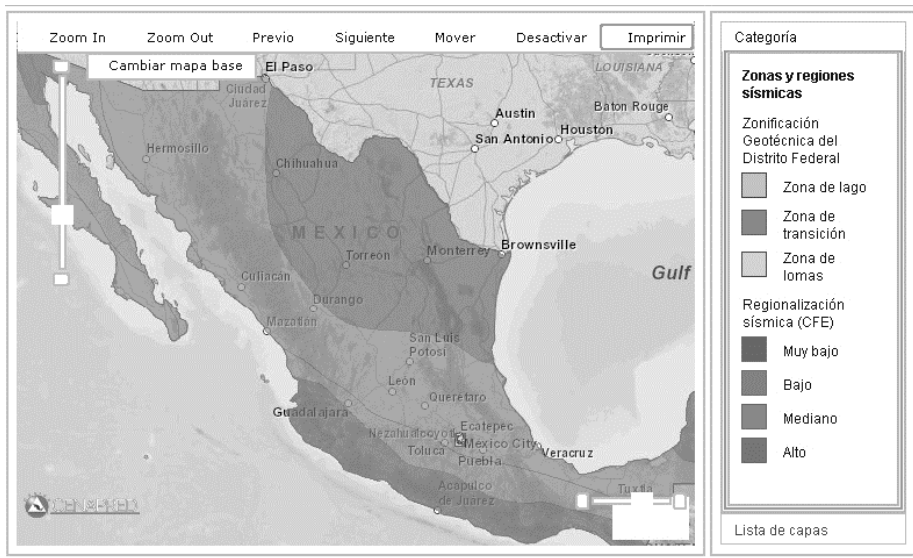 Zoom In Zoom Out Previo Siguiente Mover Desactivar Imprimir
Cambiar mapa base
El Paso
Ciudad
Juárez
TEXAS
LOUISIANA
Jackson
Austin
Baton Rouge
San Antonio
Houston
Hermosillo
Chihuahua
MEXICO
Torreón
Monterrey
Brownsville
Culiacán
Gulf
Durango
Mazatlán
San Luis
Potosí
León
Querétaro
Guadalajara
Ecatepec
Nezahualcoyotl
Mexico City
Toluca
Puebla
Veracruz
Acapulco
de Juárez
Tuxtla
CENAPRED
Categoría
Zonas y regiones
sísmicas
Zonificación
Geotécnica del
Distrito Federal
Zona de lago
Zona de
transición
Zona de
lomas
Regionalización
sísmica (CFE)
Muy bajo
Bajo
Mediano
Alto
Lista de capas